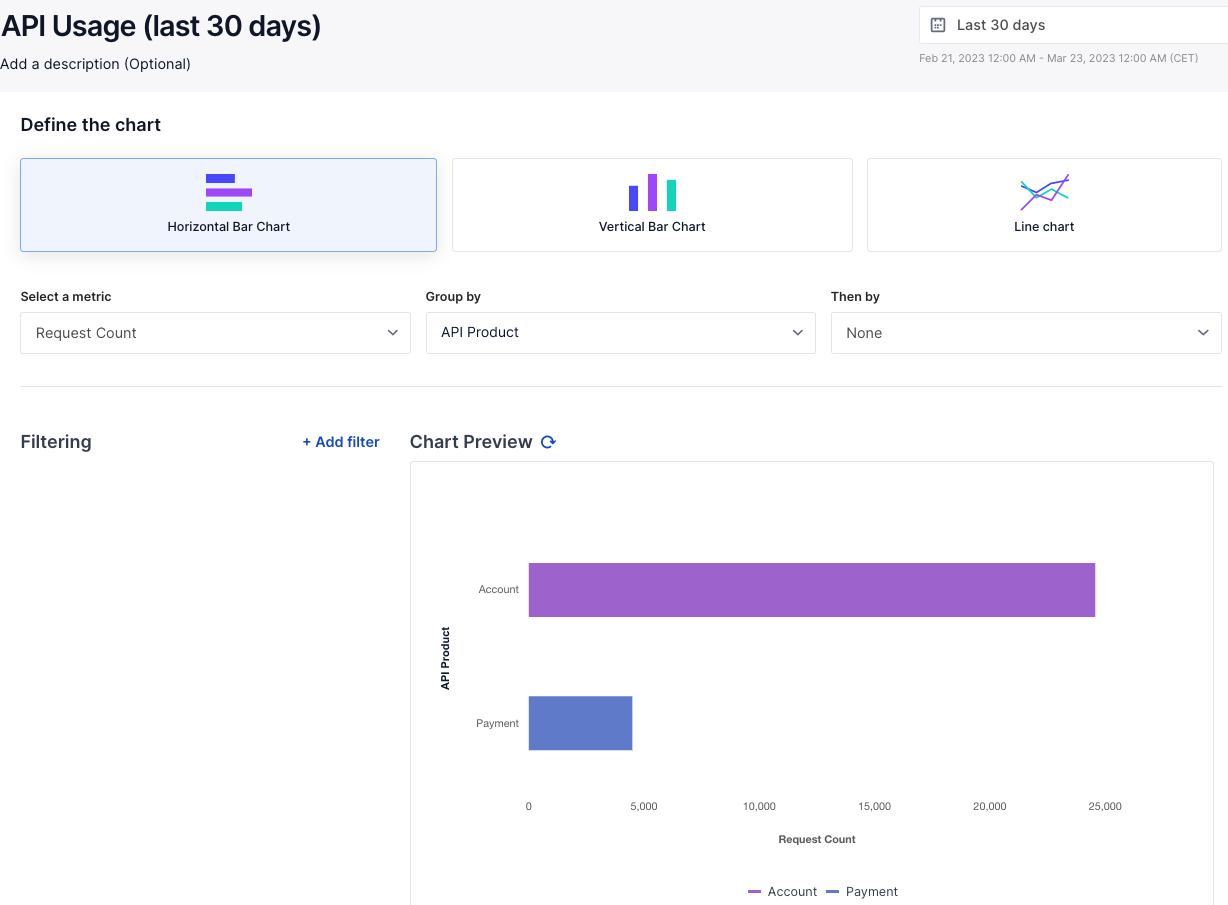 API Usage (last 30 days)
Last 30 days
Add a description (Optional)
Feb 21, 2023 12:00 AM - Mar 23, 2023 12:00 AM (CET)
Define the chart
Horizontal Bar Chart
Vertical Bar Chart
Line chart
Select a metric
Group by
Then by
Request Count
API Product
None
Filtering
+ Add filter
Chart Preview
Account
API Product
Payment
0
5,000
10,000
15,000
20,000
25,000
Request Count
Account
Payment